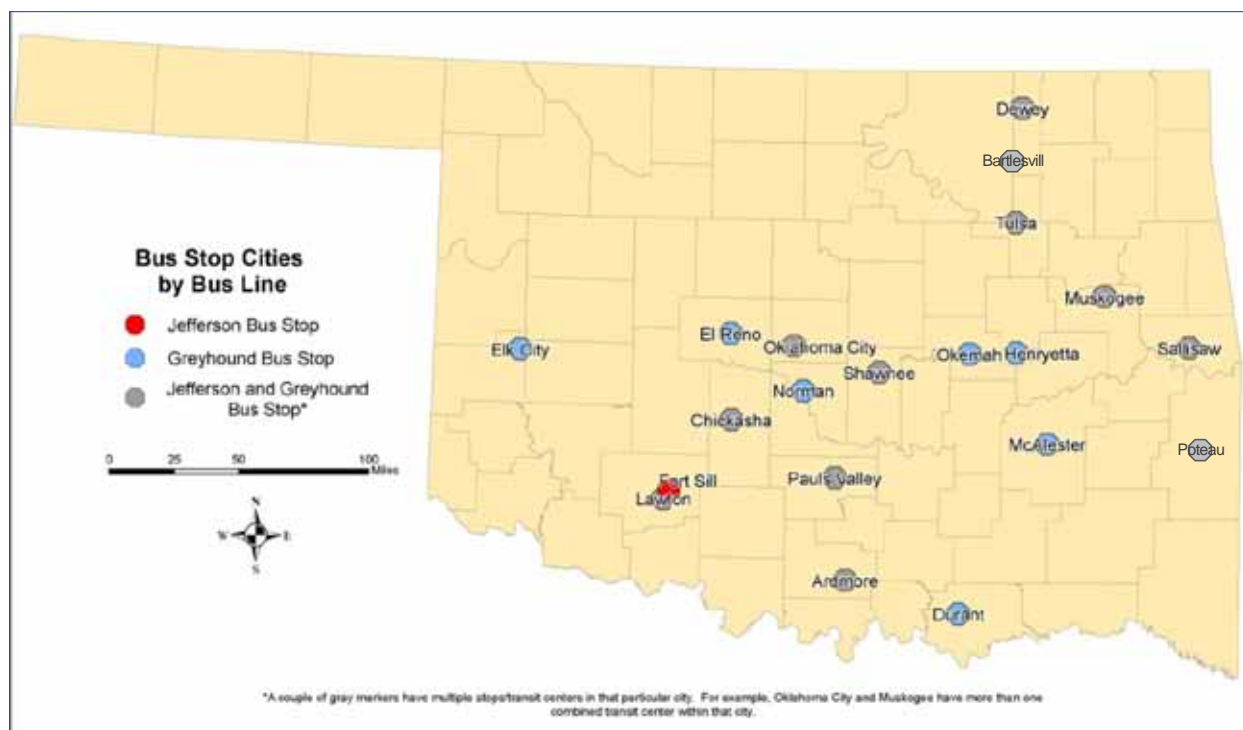 Dewey
Bartlesvill
Tulsa
Bus Stop Cities
by Bus Line
Muskogee
Jefferson Bus Stop
El Reno
Oklahoma City
Elk City
Okemah
Henryetta
Sallisaw
Greyhound Bus Stop
Shawnee
Jefferson and Greyhound
Bus Stop*
Norman
Chickasha
McAlester
Poteau
0 25 50 100
Miles
Fort Sill
Pauls Valley
Lawton
N
W E
S
Ardmore
Durant
*A couple of gray markers have multiple stops/transit centers in that particular city. For example, Oklahoma City and Muskogee have more than one
combined transit center within that city.